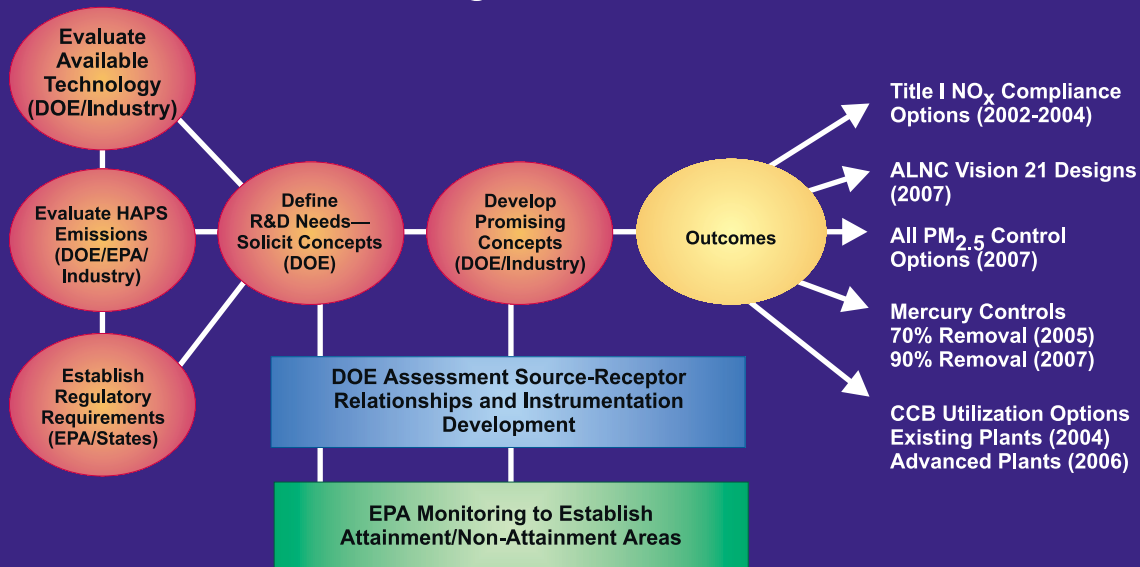 Evaluate
Available
Technology
(DOE/Industry)
Evaluate HAPS
Emissions
(DOE/EPA/
Industry)
Establish
Regulatory
Requirements
(EPA/States)
Define
R&D Needs—
Solicit Concepts
(DOE)
Develop
Promising
Concepts
(DOE/Industry)
Outcomes
DOE Assessment Source-Receptor
Relationships and Instrumentation
Development
EPA Monitoring to Establish
Attainment/Non-Attainment Areas
Title I NOx Compliance
Options (2002-2004)
ALNC Vision 21 Designs
(2007)
All PM2.5 Control
Options (2007)
Mercury Controls
70% Removal (2005)
90% Removal (2007)
CCB Utilization Options
Existing Plants (2004)
Advanced Plants (2006)